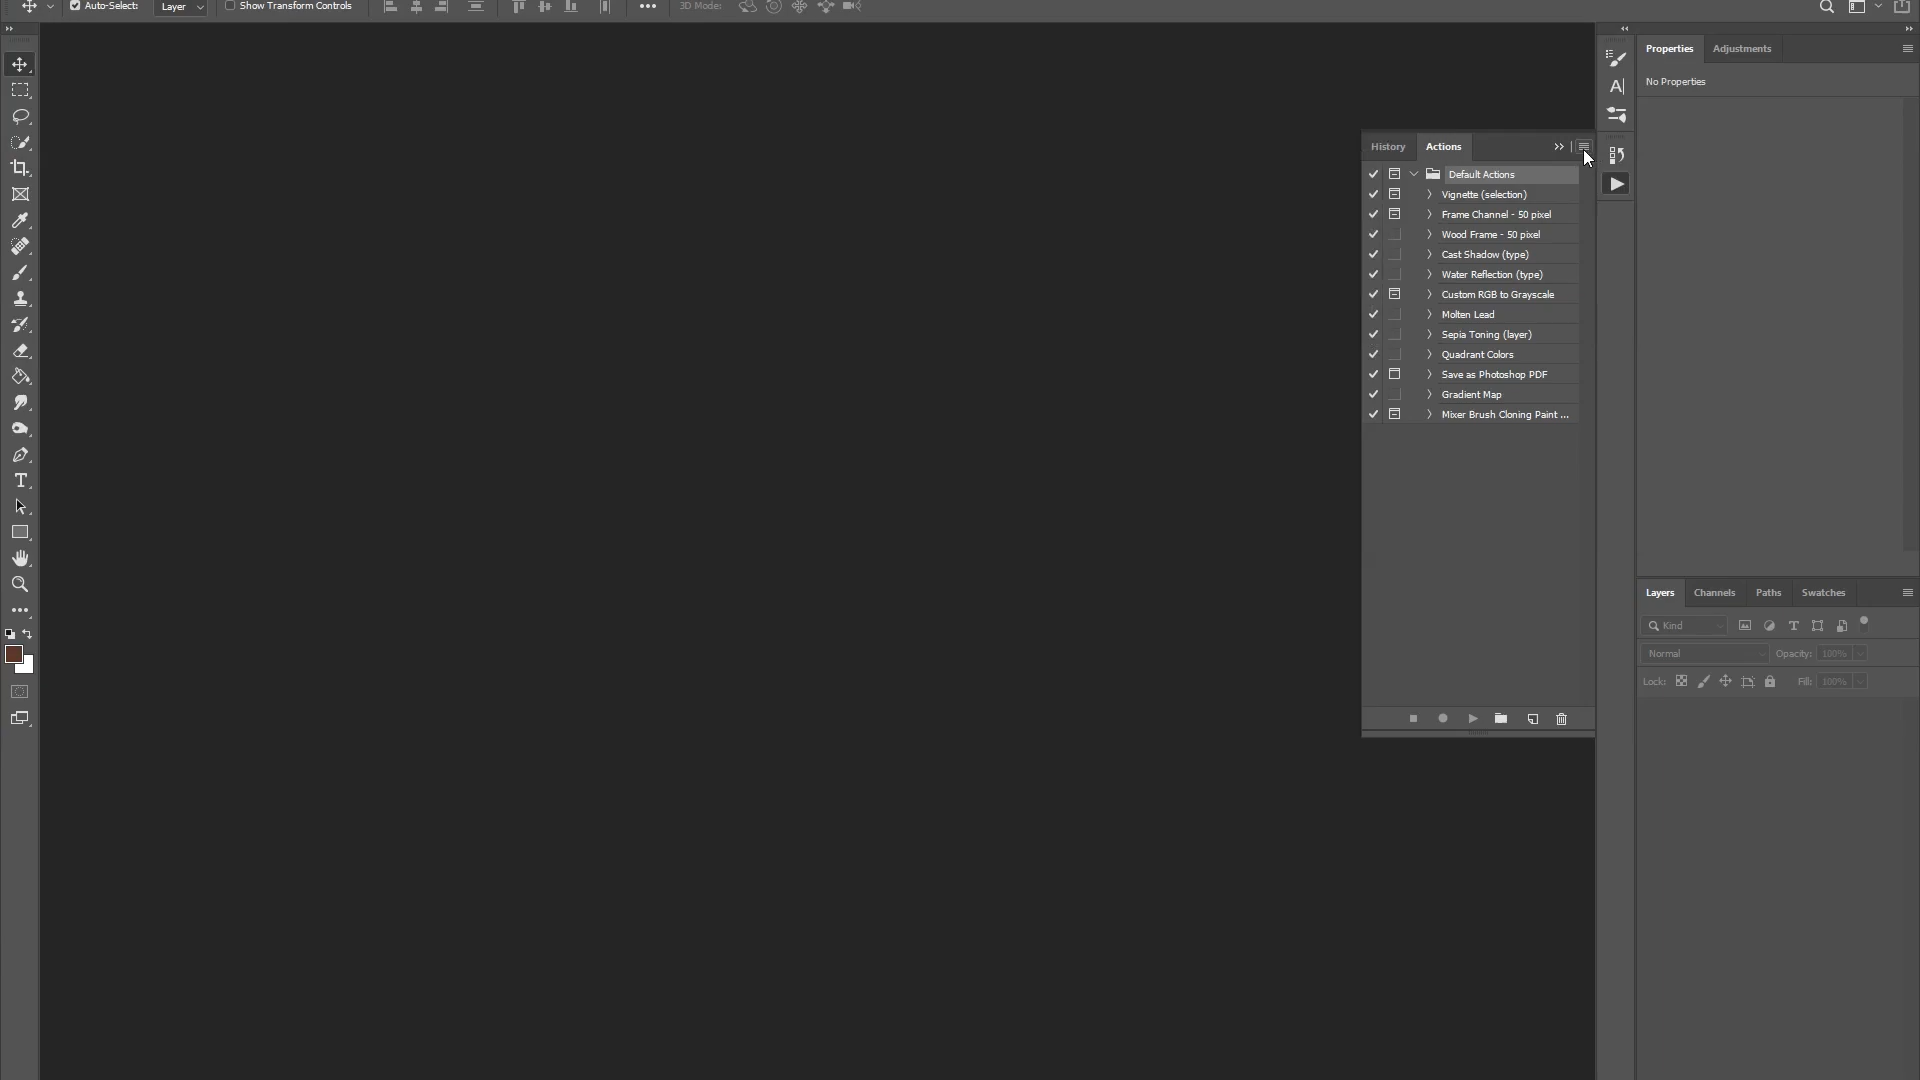 Auto-Select:
Layer
Show Transform Controls
3D Mode:
Properties
Adjustments
No Properties
History
Actions
Default Actions
Vignette (selection)
Frame Channel - 50 pixel
Wood Frame - 50 pixel
Cast Shadow (type)
Water Reflection (type)
Custom RGB to Grayscale
Molten Lead
Sepia Toning (layer)
Quadrant Colors
Save as Photoshop PDF
Gradient Map
Mixer Brush Cloning Paint ...
Layers
Channels
Paths
Swatches
Kind
Normal
Opacity:
100%
Lock:
Fill:
100%